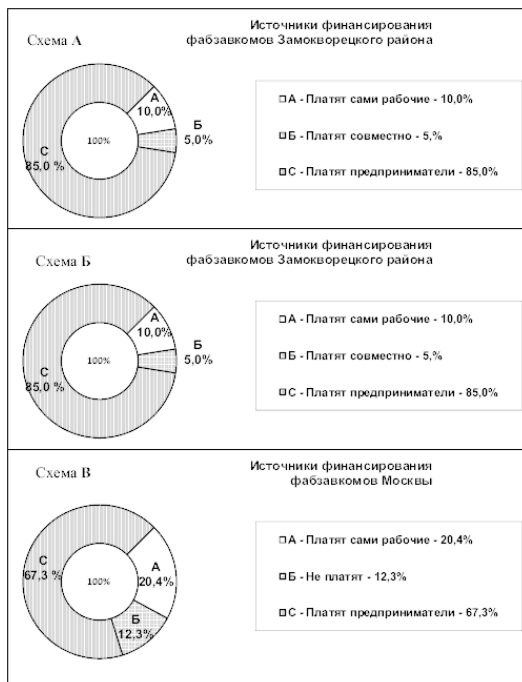 Схема А
Источники финансирования
фабзавкомов Замокворецкого района
А
10,0%
Б
5,0%
С
85,0 %
100%
А - Платят сами рабочие - 10,0%
Б - Платят совместно - 5,%
С - Платят предприниматели - 85,0%
Схема Б
Источники финансирования
фабзавкомов Замокворецкого района
А
10,0%
Б
5,0%
С
85,0 %
100%
А - Платят сами рабочие - 10,0%
Б - Платят совместно - 5,%
С - Платят предприниматели - 85,0%
Схема В
Источники финансирования
фабзавкомов Москвы
С
67,3 %
100%
А
20,4%
Б
12,3%
А - Платят сами рабочие - 20,4%
Б - Не платят - 12,3%
С - Платят предприниматели - 67,3%